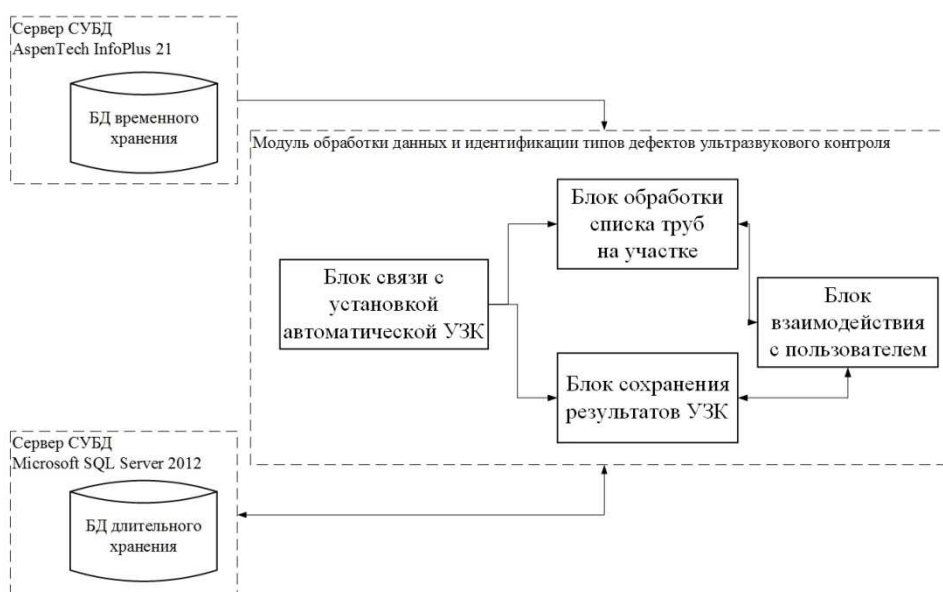 Сервер СУБД
AspenTech InfoPlus 21
БД временного
хранения
Модуль обработки данных и идентификации типов дефектов ультразвукового контроля
Блок обработки
списка труб
на участке
Блок связи с
установкой
автоматической УЗК
Блок
взаимодействия
с пользователем
Блок сохранения
результатов УЗК
Сервер СУБД
Microsoft SQL Server 2012
БД длительного
хранения